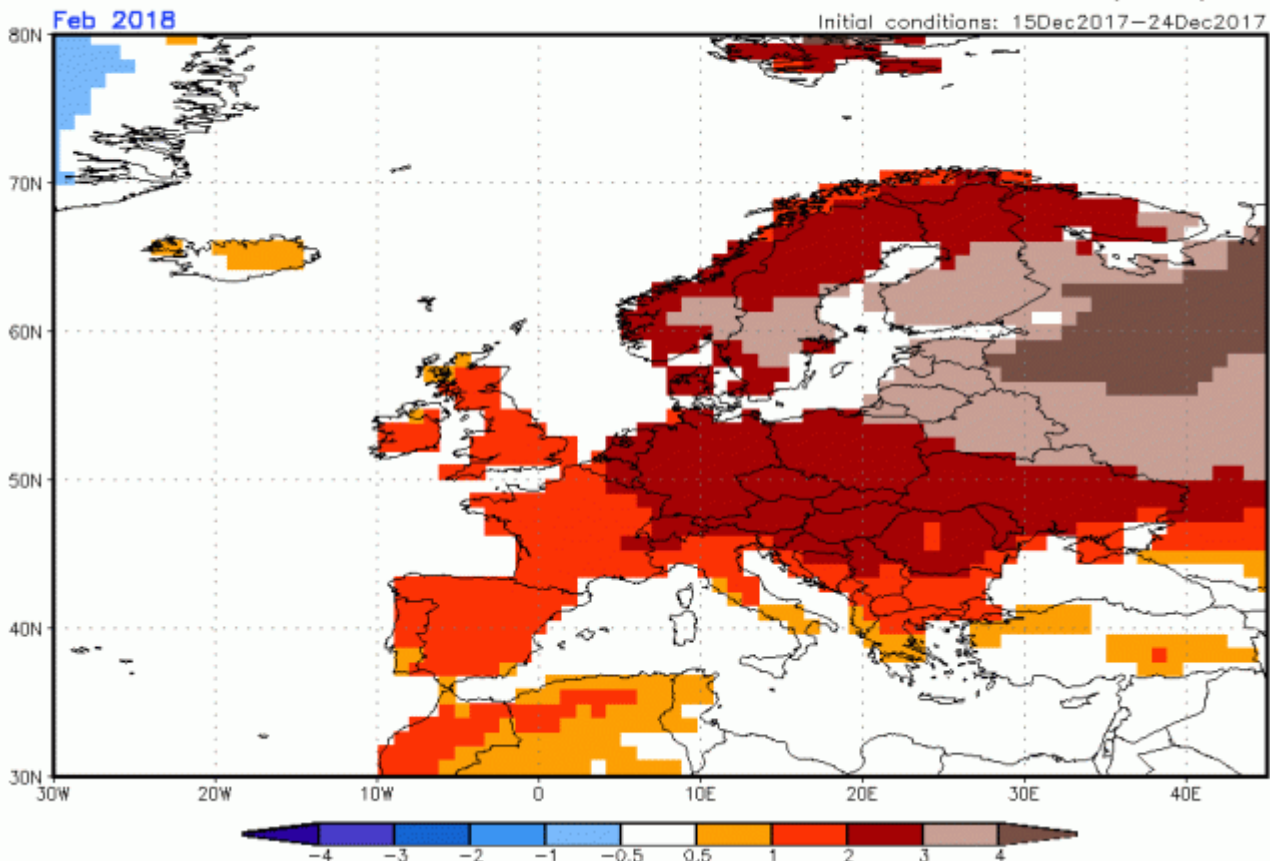 Feb 2018
Initial conditions: 15Dec2017–24Dec2017
80N
70N
60N
50N
40N
30N
30W 20W 10W 0 10E 20E 30E 40E
-4 -3 -2 -1 -0.5 0.5 1 2 3 4